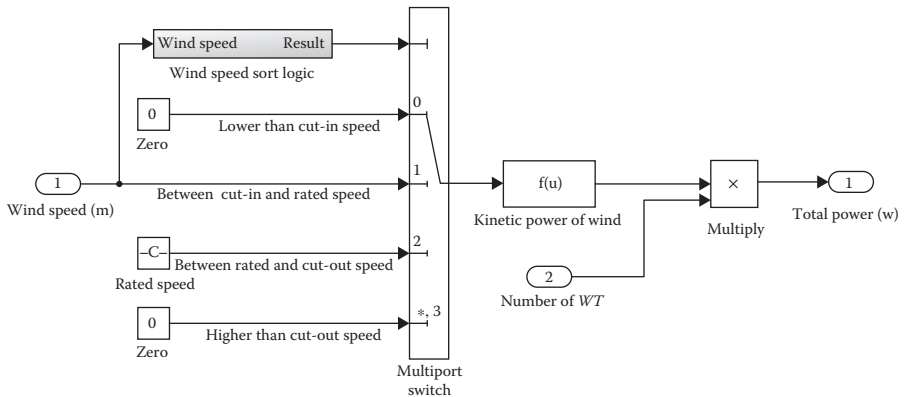 Wind speed Result
Wind speed sort logic
0
Zero
Lower than cut-in speed
0
1
Wind speed (m)
Between cut-in and rated speed
1
–C–
Rated speed
Between rated and cut-out speed
2
0
Zero
Higher than cut-out speed
*, 3
Multiport
switch
f(u)
Kinetic power of wind
2
Number of WT
×
Multiply
1
Total power (w)